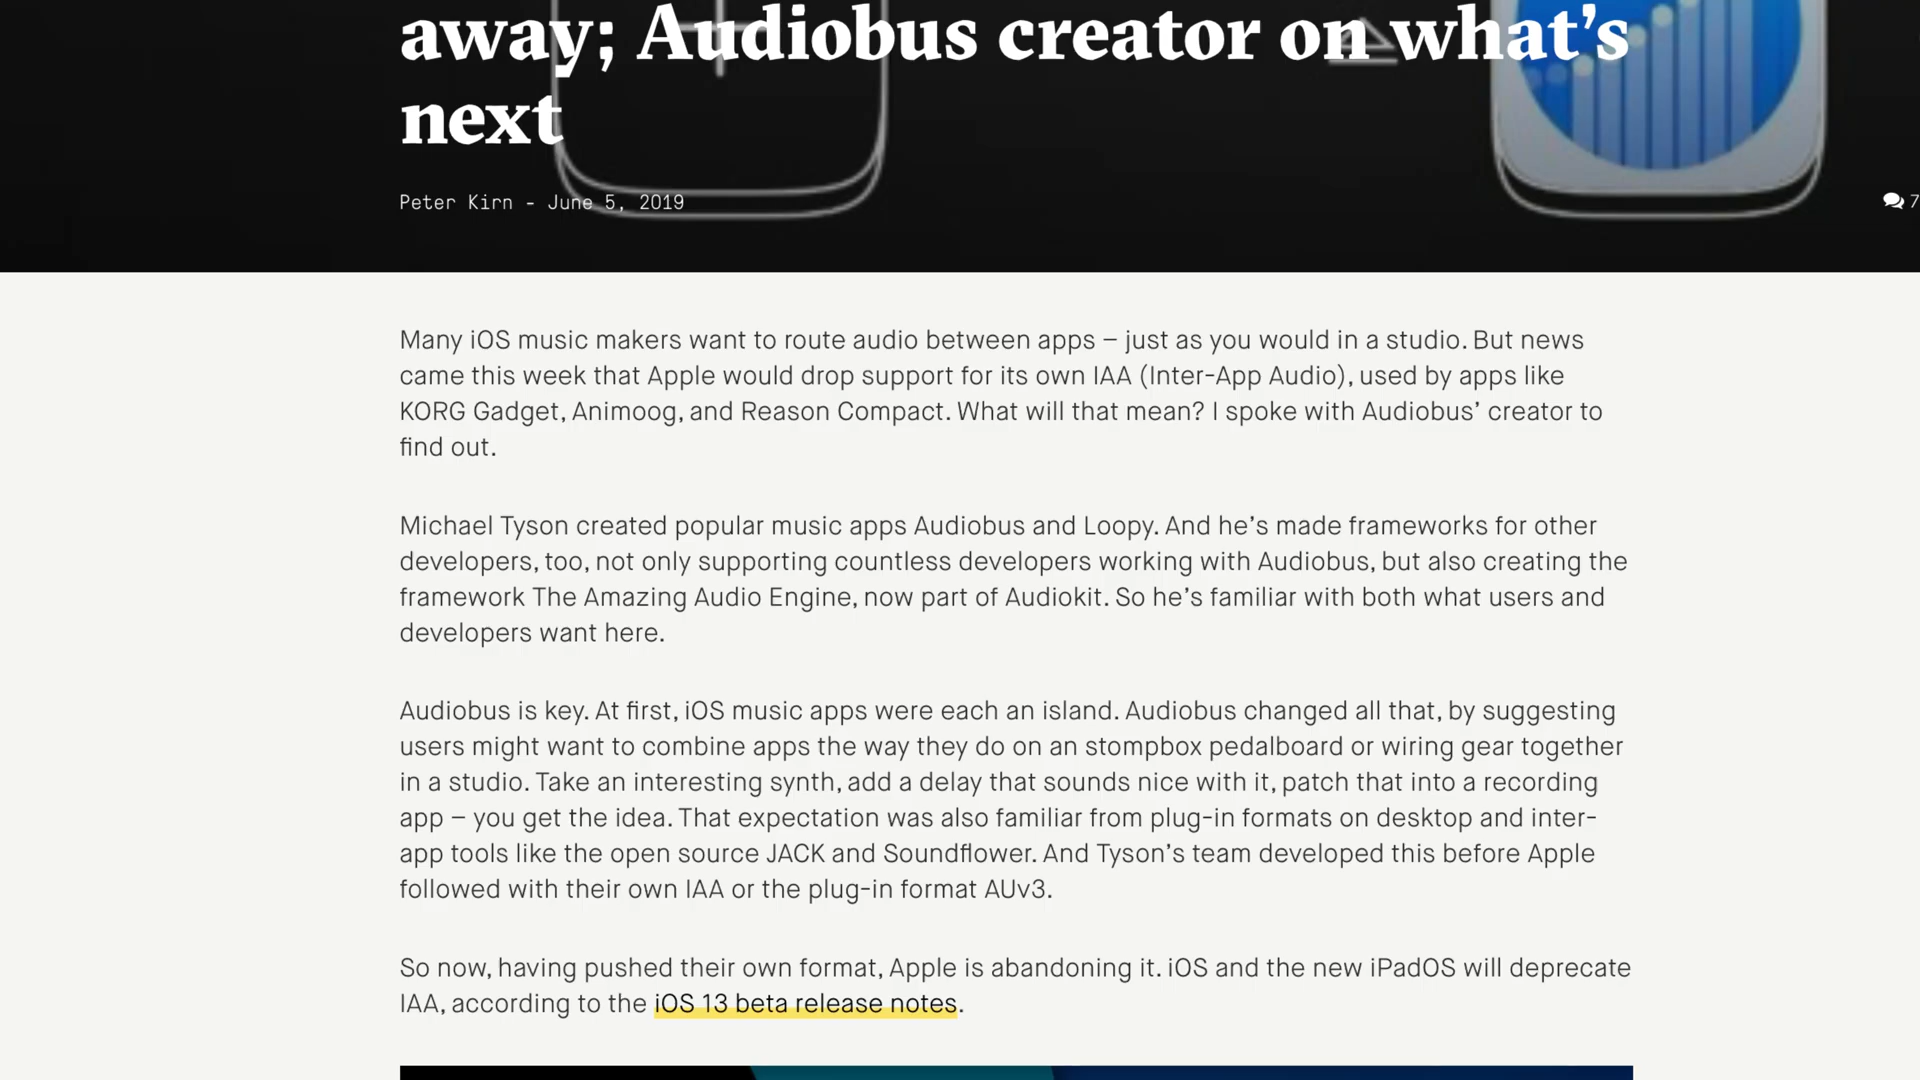 away; Audiobus creator on what’s
next
Peter Kirn - June 5, 2019
7
Many iOS music makers want to route audio between apps – just as you would in a studio. But news
came this week that Apple would drop support for its own IAA (Inter-App Audio), used by apps like
KORG Gadget, Animoog, and Reason Compact. What will that mean? I spoke with Audiobus’ creator to
find out.
Michael Tyson created popular music apps Audiobus and Loopy. And he’s made frameworks for other
developers, too, not only supporting countless developers working with Audiobus, but also creating the
framework The Amazing Audio Engine, now part of Audiokit. So he’s familiar with both what users and
developers want here.
Audiobus is key. At first, iOS music apps were each an island. Audiobus changed all that, by suggesting
users might want to combine apps the way they do on an stompbox pedalboard or wiring gear together
in a studio. Take an interesting synth, add a delay that sounds nice with it, patch that into a recording
app – you get the idea. That expectation was also familiar from plug-in formats on desktop and inter-
app tools like the open source JACK and Soundflower. And Tyson’s team developed this before Apple
followed with their own IAA or the plug-in format AUv3.
So now, having pushed their own format, Apple is abandoning it. iOS and the new iPadOS will deprecate
IAA, according to the iOS 13 beta release notes.